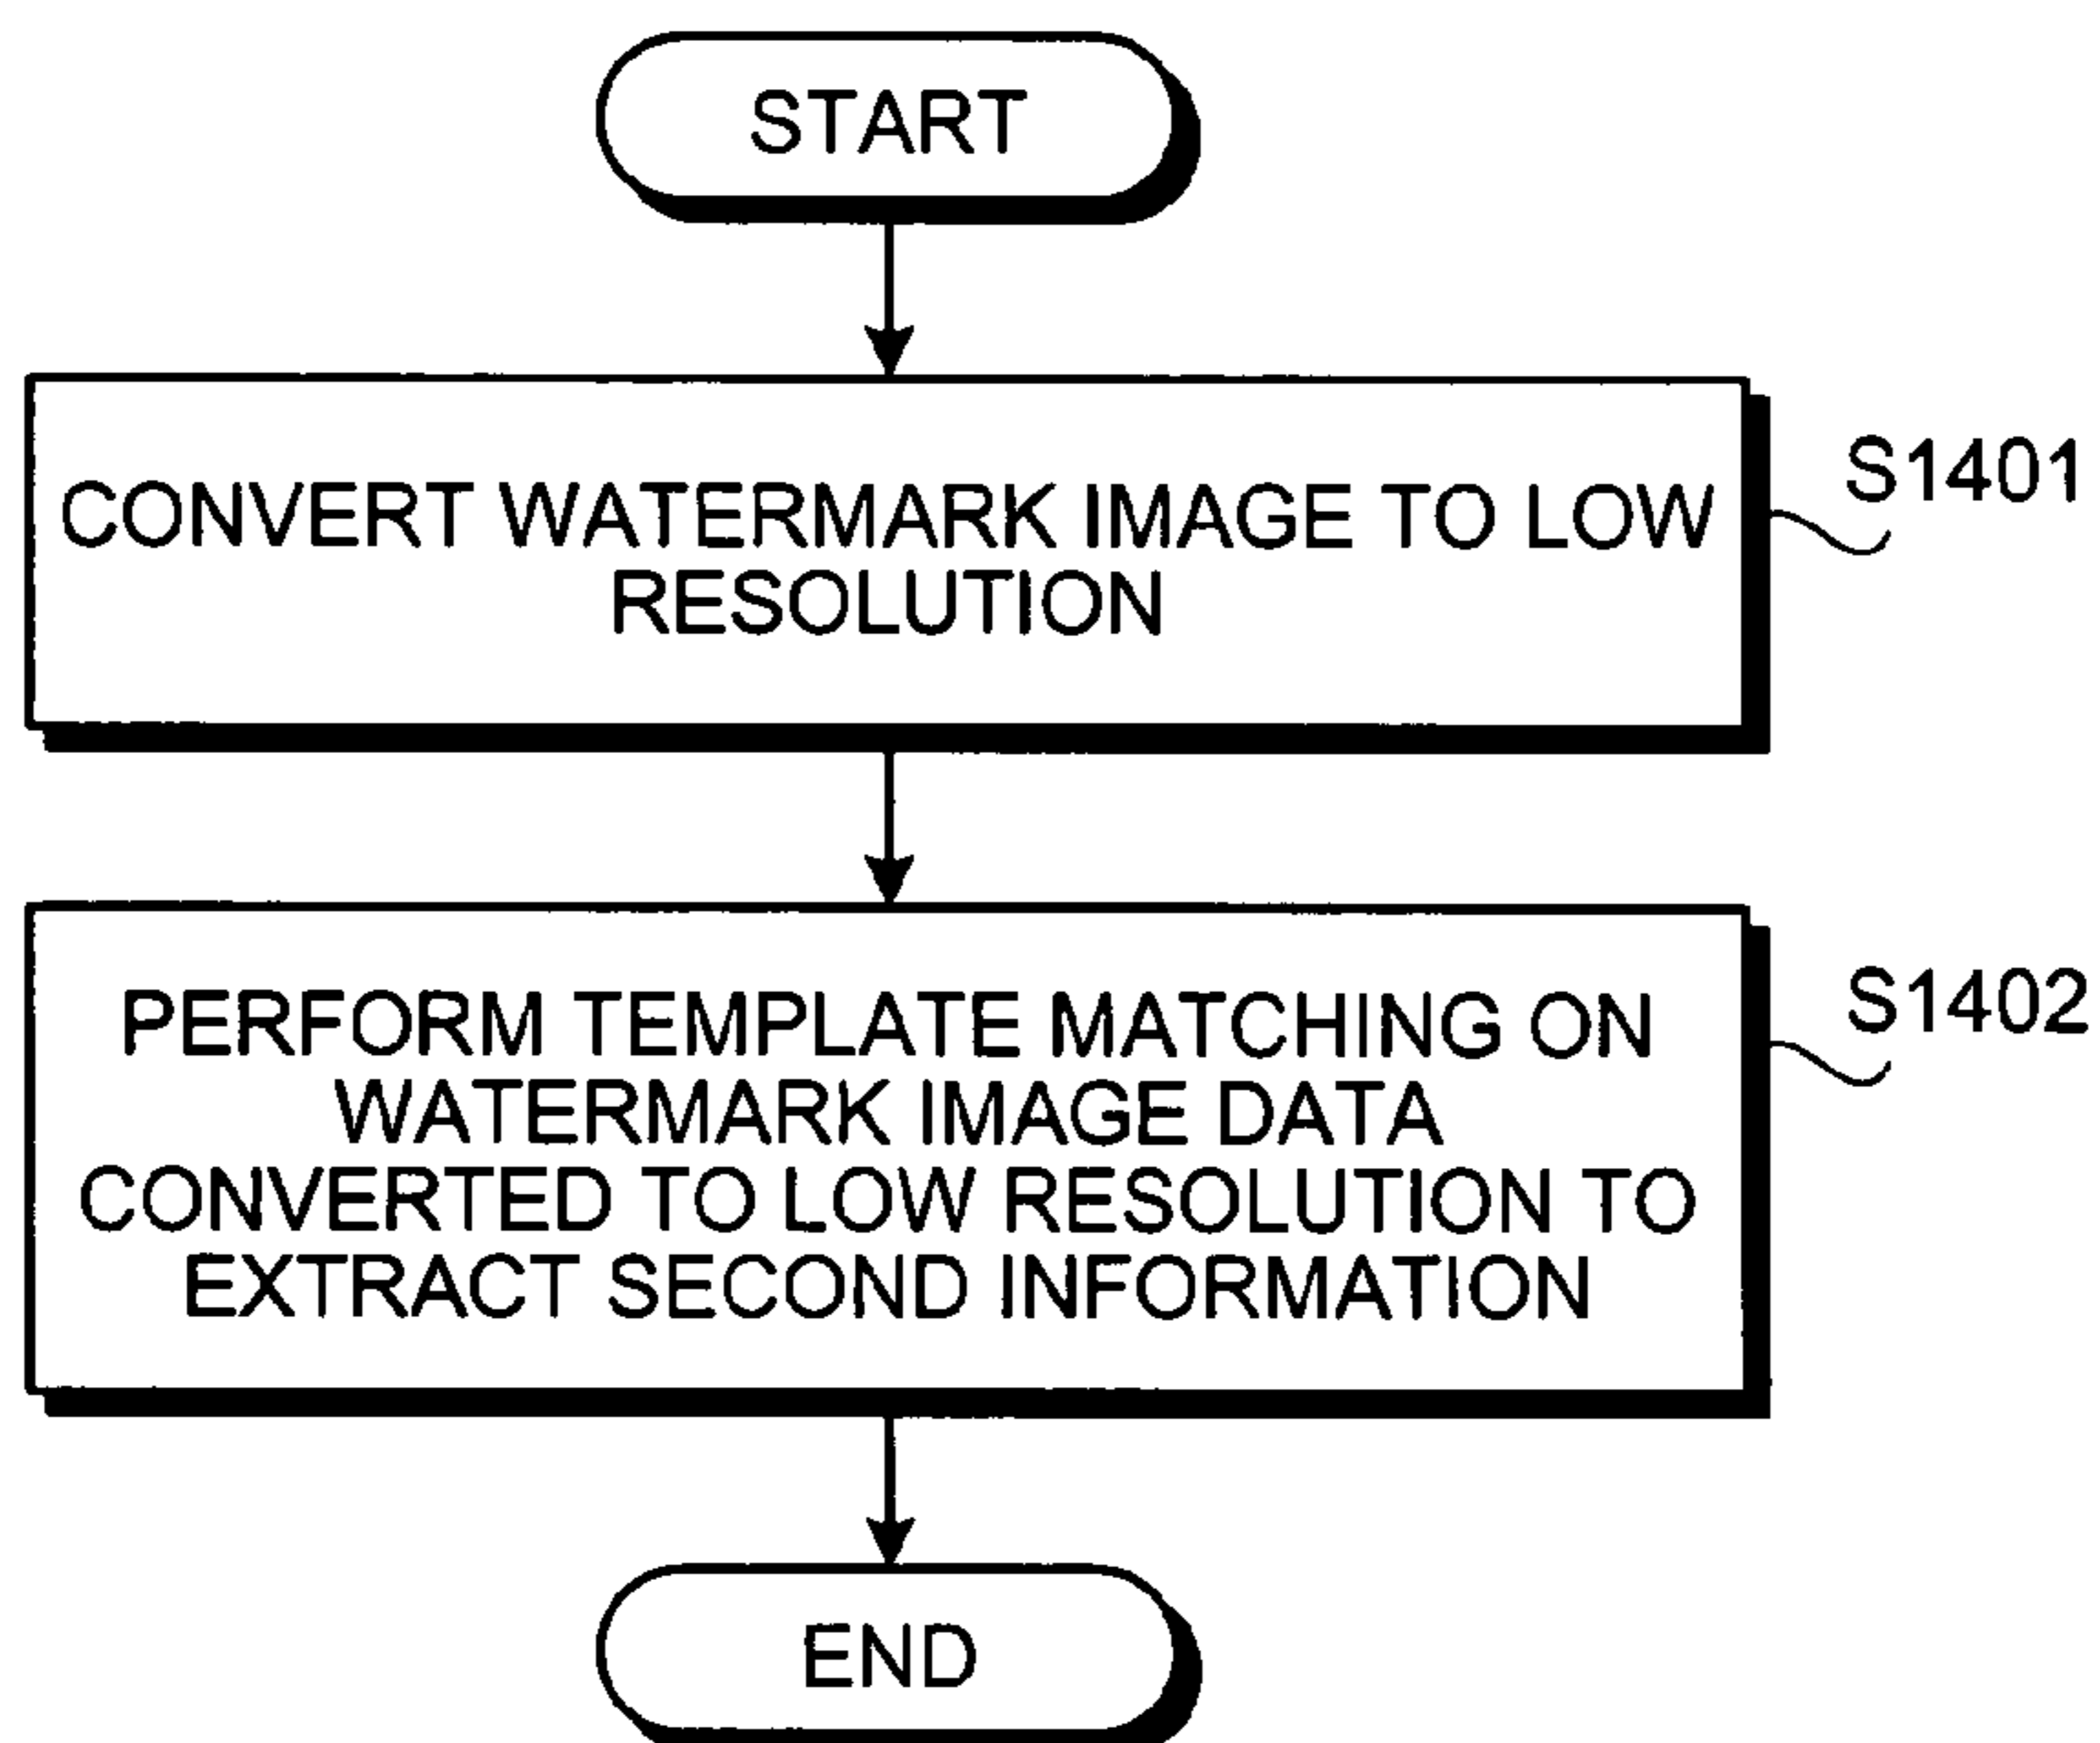 START
CONVERT WATERMARK IMAGE TO LOW
RESOLUTION
S1401
PERFORM TEMPLATE MATCHING ON
WATERMARK IMAGE DATA
CONVERTED TO LOW RESOLUTION TO
EXTRACT SECOND INFORMATION
S1402
END